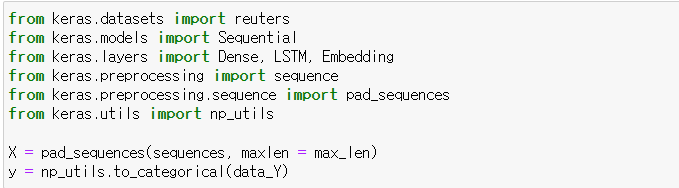 from keras.datasets import reuters
from keras.models import Sequential
from keras.layers import Dense, LSTM, Embedding
from keras.preprocessing import sequence
from keras.preprocessing.sequence import pad_sequences
from keras.utils import np_utils
X = pad_sequences(sequences, maxlen = max_len)
y = np_utils.to_categorical(data_Y)